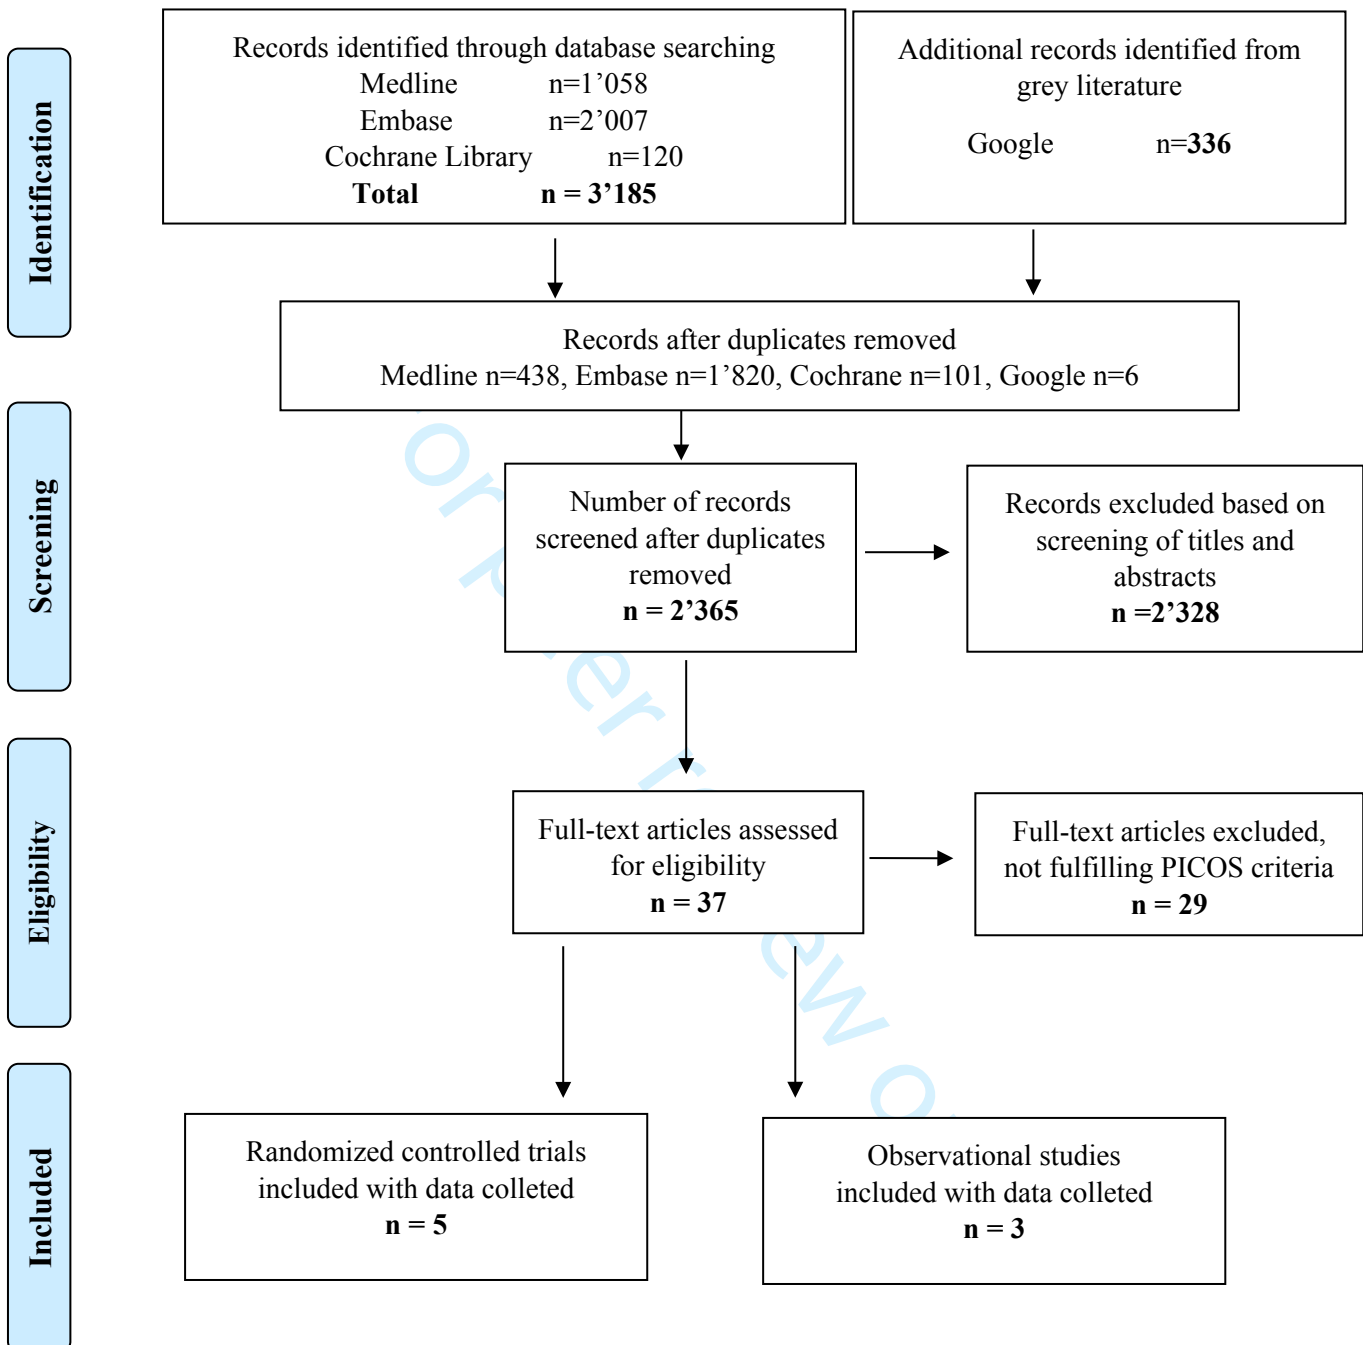 Identification
Records identified through database searching
Medline n=1’058
Embase n=2’007
Cochrane Library n=120
Total n = 3’185
Additional records identified from
grey literature
Google n=336
Records after duplicates removed
Medline n=438, Embase n=1’820, Cochrane n=101, Google n=6
Screening
Number of records
screened after duplicates
removed
n = 2’365
Records excluded based on
screening of titles and
abstracts
n =2’328
Eligibility
Full-text articles assessed
for eligibility
n = 37
Full-text articles excluded,
not fulfilling PICOS criteria
n = 29
Included
Randomized controlled trials
included with data colleted
n = 5
Observational studies
included with data colleted
n = 3